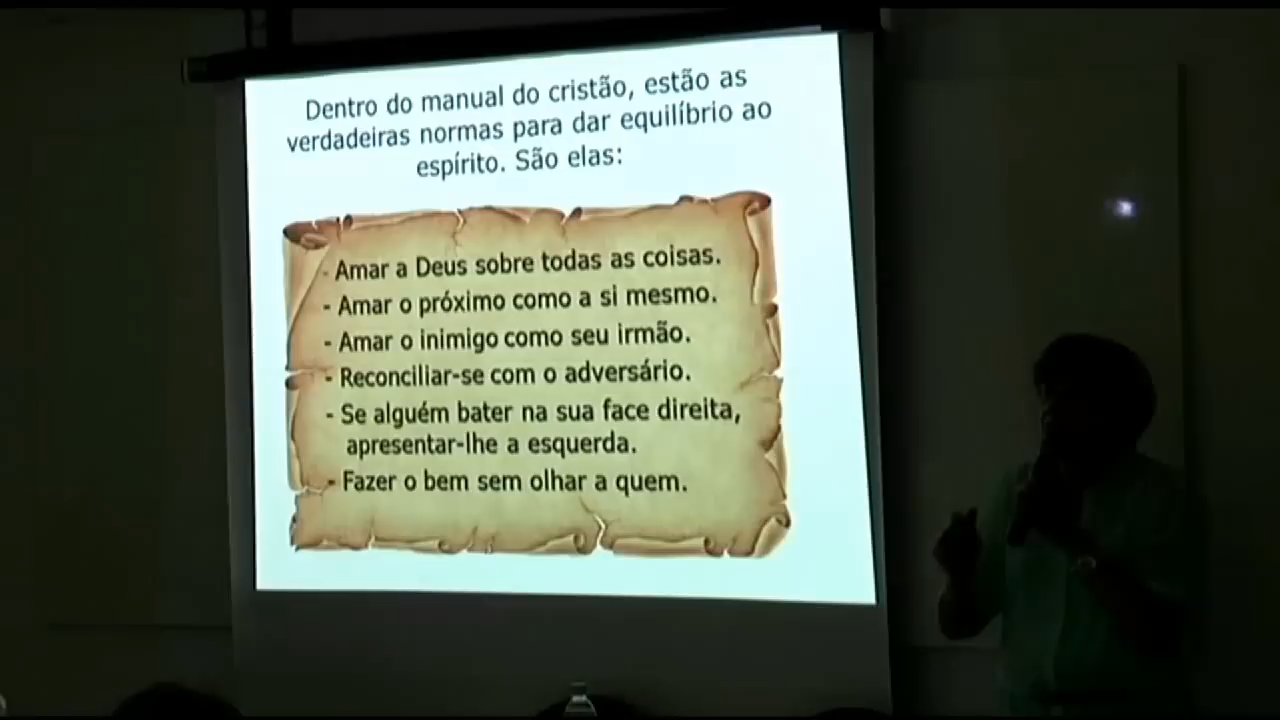 Dentro do manual do cristão, estão as
verdadeiras normas para dar equilíbrio ao
espírito. São elas:
- Amar a Deus sobre todas as coisas.
- Amar o próximo como a si mesmo.
- Amar o inimigo como seu irmão.
- Reconciliar-se com o adversário.
- Se alguém bater na sua face direita,
apresentar-lhe a esquerda.
- Fazer o bem sem olhar a quem.